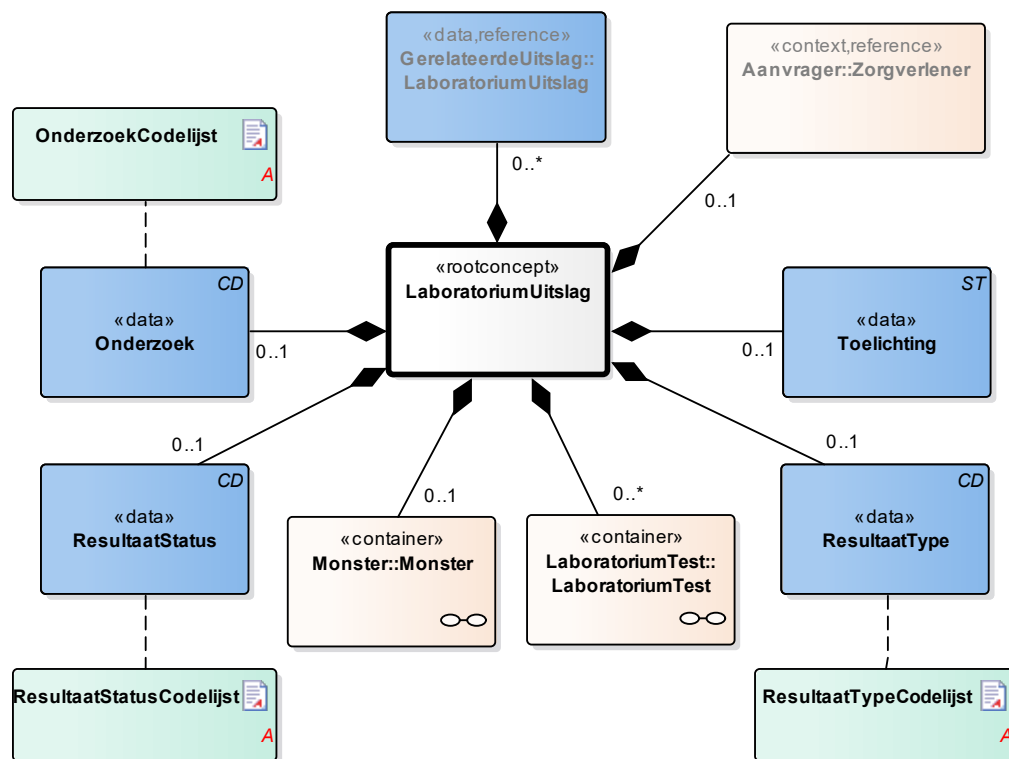 «data,reference»
GerelateerdeUitslag::
LaboratoriumUitslag
«context,reference»
Aanvrager::Zorgverlener
OnderzoekCodelijst
A
0..*
0..1
«rootconcept»
LaboratoriumUitslag
CD
«data»
Onderzoek
0..1
ST
«data»
Toelichting
0..1
0..1
0..1
CD
«data»
ResultaatStatus
0..1
0..*
CD
«data»
ResultaatType
«container»
Monster::Monster
«container»
LaboratoriumTest::
LaboratoriumTest
ResultaatStatusCodelijst
A
ResultaatTypeCodelijst
A